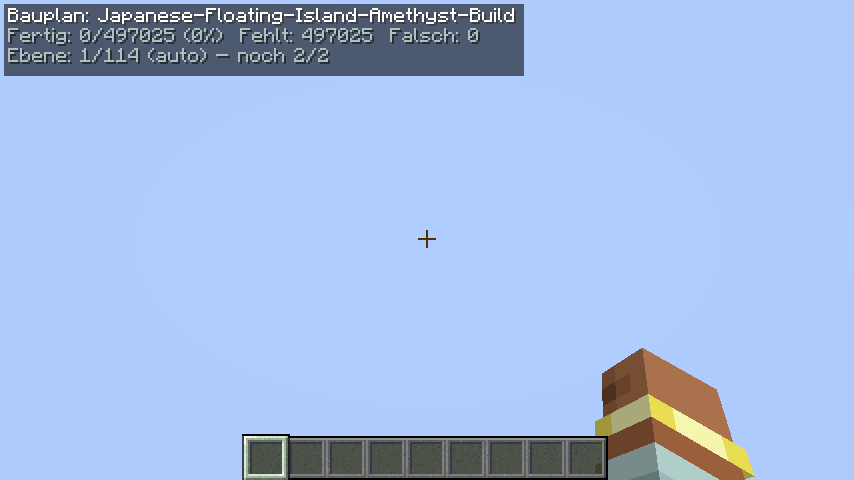 Bauplan: Japanese-Floating-Island-Amethyst-Build
Fertig: 0/497025 (0%) Fehlt: 497025 Falsch: 0
Ebene: 1/114 (auto) – noch 2/2